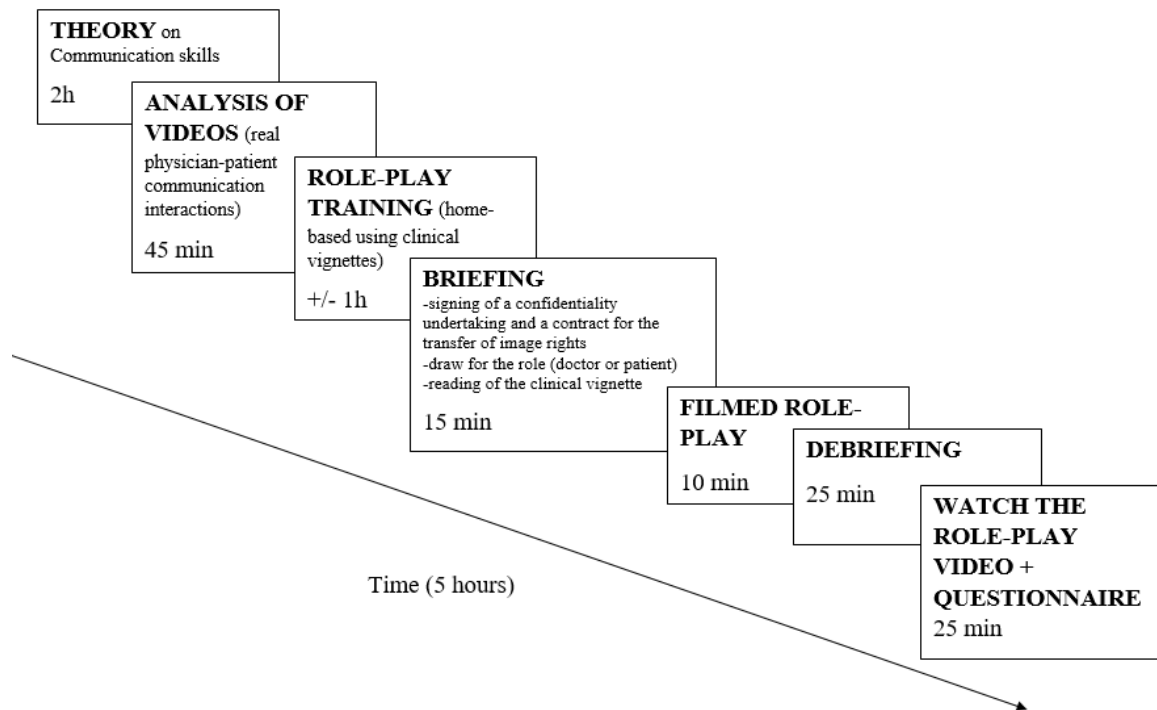 THEORY on
Communication skills
2h
ANALYSIS OF
VIDEOS (real
physician-patient
communication
interactions)
45 min
ROLE-PLAY
TRAINING (home-
based using clinical
vignettes)
+/- 1h
BRIEFING
-signing of a confidentiality
undertaking and a contract for the
transfer of image rights
-draw for the role (doctor or patient)
-reading of the clinical vignette
15 min
FILMED ROLE-
PLAY
10 min
DEBRIEFING
25 min
WATCH THE
ROLE-PLAY
VIDEO +
QUESTIONNAIRE
25 min
Time (5 hours)